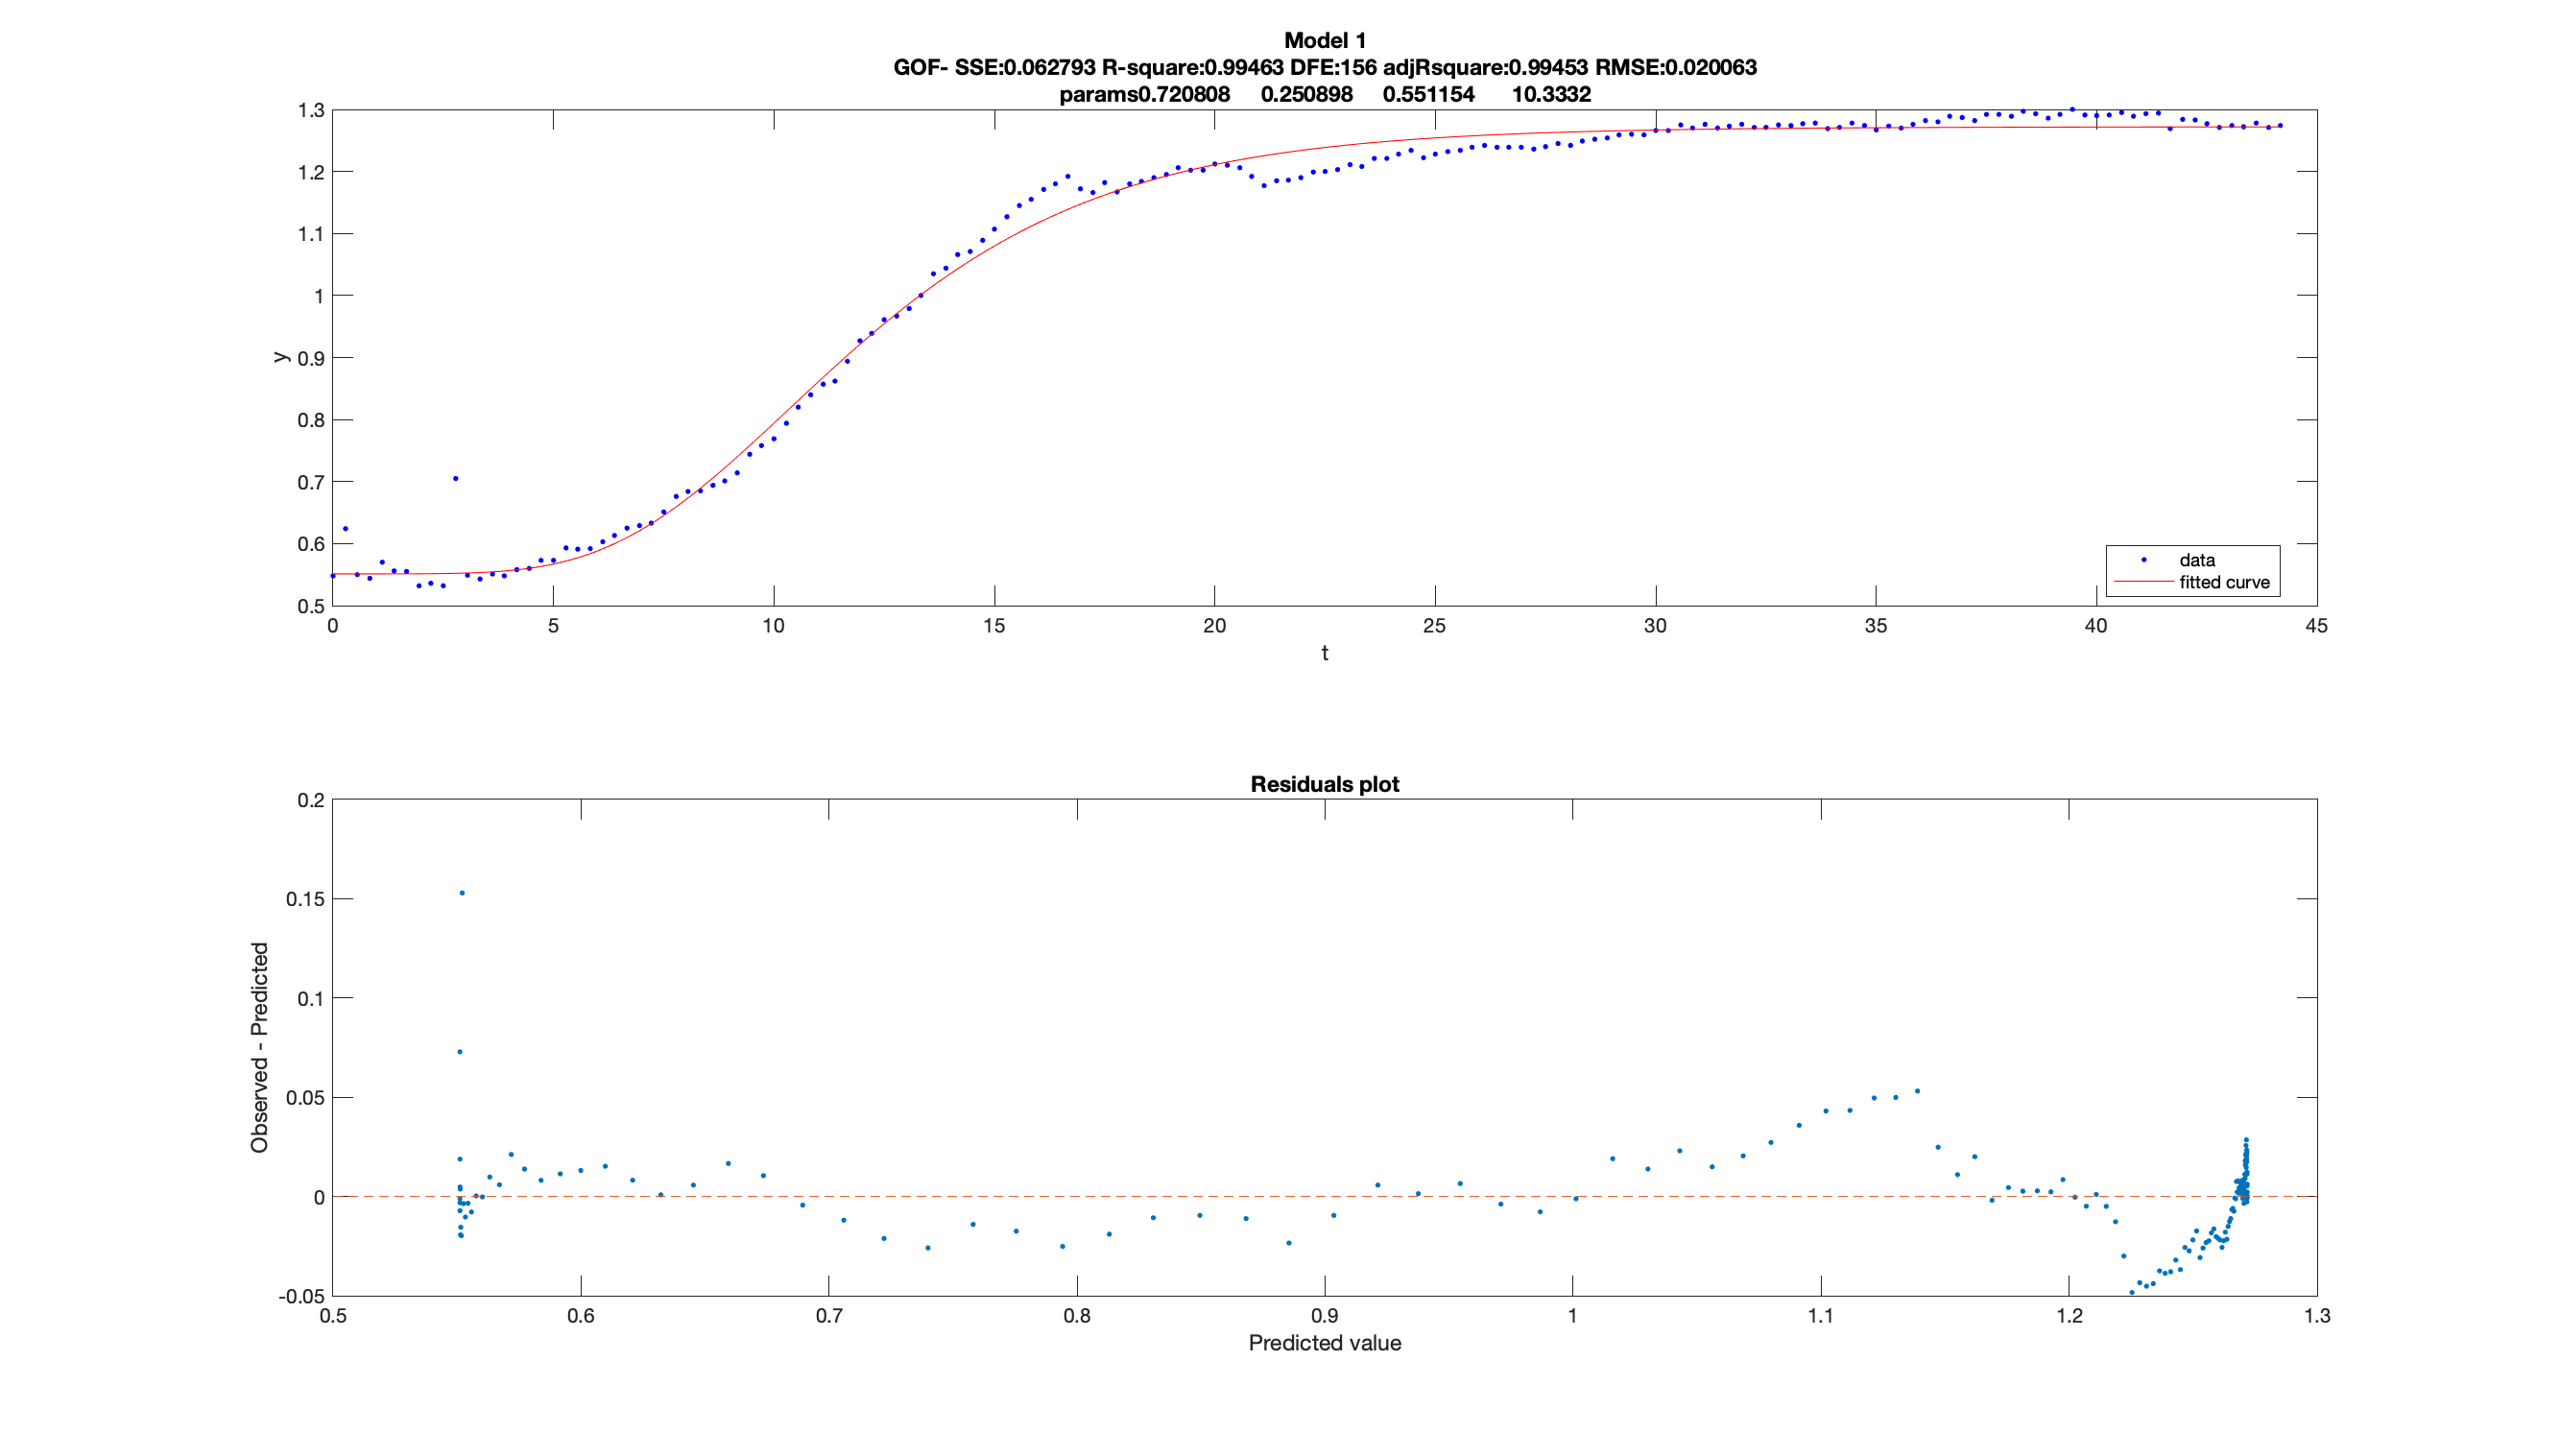 Model 1
GOF- SSE:0.062793 R-square:0.99463 DFE:156 adjRsquare:0.99453 RMSE:0.020063
params0.720808 0.250898 0.551154 10.3332
1.3
1.2
1.1
1
0.9
0.8
0.7
0.6
0.5
y
0 5 10 15 20 25 30 35 40 45
t
data
fitted curve
Residuals plot
0.2
0.15
0.1
0.05
0
-0.05
Observed - Predicted
0.5 0.6 0.7 0.8 0.9 1 1.1 1.2 1.3
Predicted value